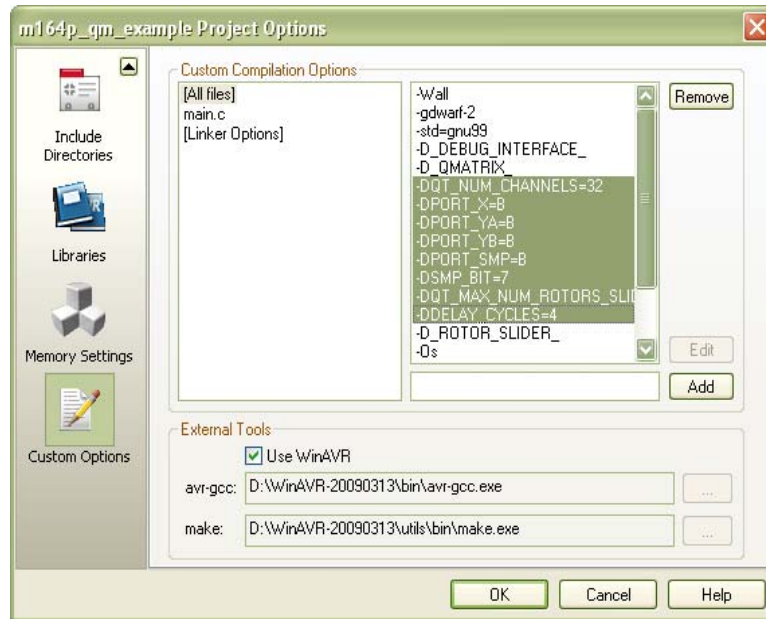 m164p_qm_example Project Options
Include
Directories
Libraries
Memory Settings
Custom Options
Custom Compilation Options
[All files]
main.c
[Linker Options]
-Wall
-gdwarf-2
-std=gnu99
-D_DEBUG_INTERFACE_
-D_QMATRIX_
-DQT_NUM_CHANNELS=32
-DPORT_X=B
-DPORT_YA=B
-DPORT_YB=B
-DPORT_SMP=B
-DSMP_BIT=7
-DQT_MAX_NUM_ROTORS_SLID
-DDELAY_CYCLES=4
-D_ROTOR_SLIDER_
-Os
Remove
Edit
Add
External Tools
Use WinAVR
avr-gcc: D:\WinAVR-20090313\bin\avr-gcc.exe ...
make: D:\WinAVR-20090313\utils\bin\make.exe ...
OK Cancel Help